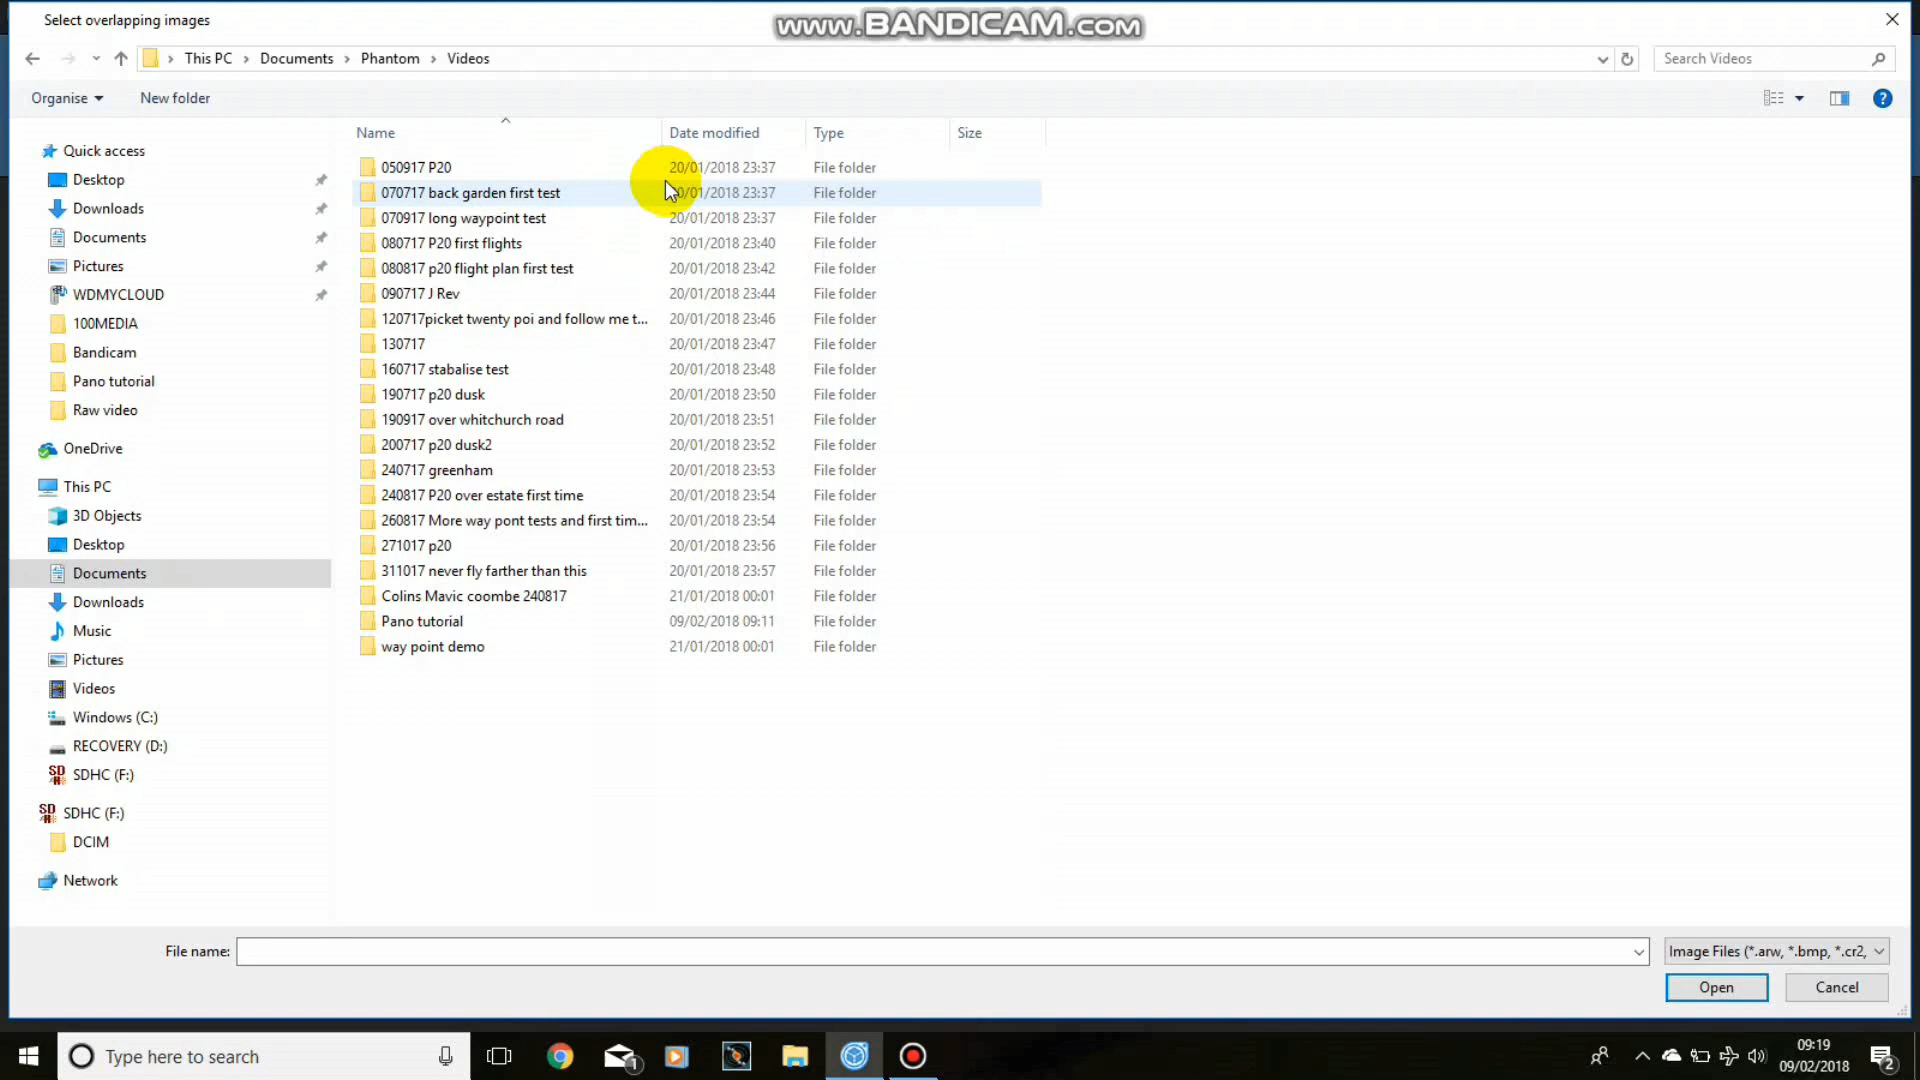 Select overlapping images
www.BANDICAM.com
This PC > Documents > Phantom > Videos
Search Videos
Organise
New folder
Name
Date modified
Type
Size
Quick access
Desktop
Downloads
Documents
Pictures
WDMYCLOUD
100MEDIA
Bandicam
Pano tutorial
Raw video
OneDrive
This PC
3D Objects
Desktop
Documents
Downloads
Music
Pictures
Videos
Windows (C:)
RECOVERY (D:)
SDHC (F:)
SDHC (F:)
DCIM
Network
050917 P20 20/01/2018 23:37 File folder
070717 back garden first test 20/01/2018 23:37 File folder
070917 long waypoint test 20/01/2018 23:37 File folder
080717 P20 first flights 20/01/2018 23:40 File folder
080817 p20 flight plan first test 20/01/2018 23:42 File folder
090717 J Rev 20/01/2018 23:44 File folder
120717picket twenty poi and follow me t... 20/01/2018 23:46 File folder
130717 20/01/2018 23:47 File folder
160717 stabalise test 20/01/2018 23:48 File folder
190717 p20 dusk 20/01/2018 23:50 File folder
190917 over whitchurch road 20/01/2018 23:51 File folder
200717 p20 dusk2 20/01/2018 23:52 File folder
240717 greenham 20/01/2018 23:53 File folder
240817 P20 over estate first time 20/01/2018 23:54 File folder
260817 More way pont tests and first tim... 20/01/2018 23:54 File folder
271017 p20 20/01/2018 23:56 File folder
311017 never fly farther than this 20/01/2018 23:57 File folder
Colins Mavic coombe 240817 21/01/2018 00:01 File folder
Pano tutorial 09/02/2018 09:11 File folder
way point demo 21/01/2018 00:01 File folder
File name:
Image Files (*.arw, *.bmp, *.cr2,
Open
Cancel
Type here to search
1
09:19
09/02/2018
2